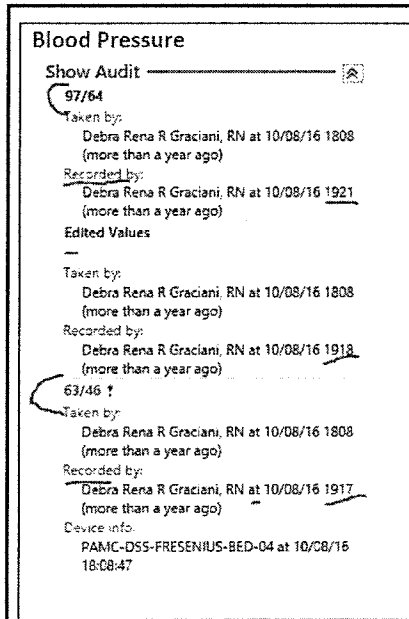 Blood Pressure
Show Audit
97/64
Taken by:
Debra Rena R Graciani, RN at 10/08/16 1808
(more than a year ago)
Recorded by:
Debra Rena R Graciani, RN at 10/08/16 1921
(more than a year ago)
Edited Values
—
Taken by:
Debra Rena R Graciani, RN at 10/08/16 1808
(more than a year ago)
Recorded by:
Debra Rena R Graciani, RN at 10/08/16 1918
(more than a year ago)
63/46 !
Taken by:
Debra Rena R Graciani, RN at 10/08/16 1808
(more than a year ago)
Recorded by:
Debra Rena R Graciani, RN at 10/08/16 1917
(more than a year ago)
Device info:
PAMC-DSS-FRESENIUS-BED-04 at 10/08/16
18:08:47